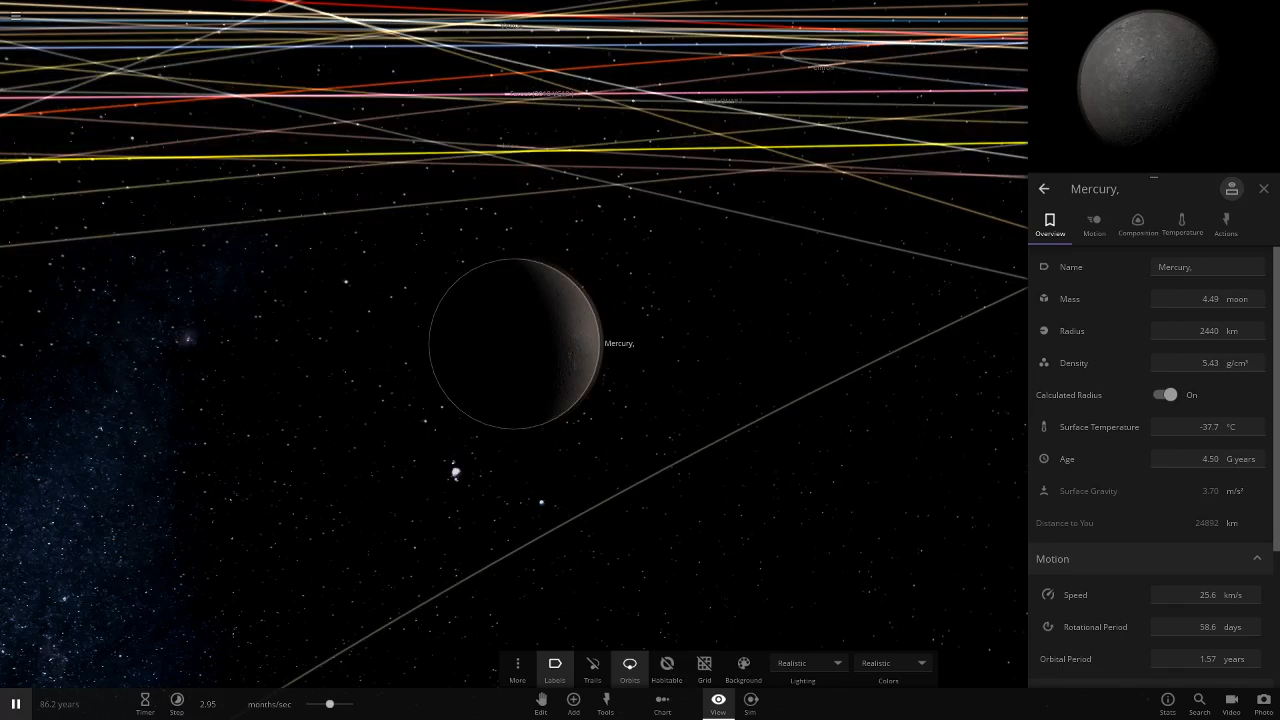 Mercury,
Mercury,
Overview
Motion
Composition
Temperature
Actions
Name Mercury,
Mass 4.49 moon
Radius 2440 km
Density 5.43 g/cm³
Calculated Radius On
Surface Temperature -37.7 °C
Age 4.50 G years
Surface Gravity 3.70 m/s²
Distance to You 24892 km
Motion
Speed 25.6 km/s
Rotational Period 58.6 days
Orbital Period 1.57 years
More
Labels
Trails
Orbits
Habitable
Grid
Background
Realistic
Lighting
Realistic
Colors
86.2 years
Timer
Step
2.95 months/sec
Edit
Add
Tools
Chart
View
Sim
Stats
Search
Video
Photo